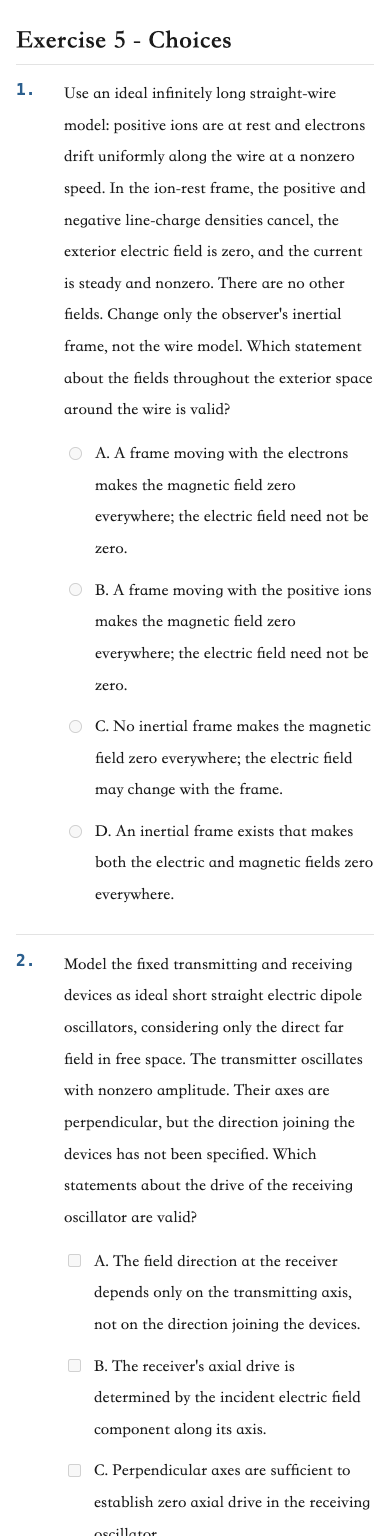 Exercise 5 - Choices
1. Use an ideal infinitely long straight-wire
model: positive ions are at rest and electrons
drift uniformly along the wire at a nonzero
speed. In the ion-rest frame, the positive and
negative line-charge densities cancel, the
exterior electric field is zero, and the current
is steady and nonzero. There are no other
fields. Change only the observer's inertial
frame, not the wire model. Which statement
about the fields throughout the exterior space
around the wire is valid?
A. A frame moving with the electrons
makes the magnetic field zero
everywhere; the electric field need not be
zero.
B. A frame moving with the positive ions
makes the magnetic field zero
everywhere; the electric field need not be
zero.
C. No inertial frame makes the magnetic
field zero everywhere; the electric field
may change with the frame.
D. An inertial frame exists that makes
both the electric and magnetic fields zero
everywhere.
2. Model the fixed transmitting and receiving
devices as ideal short straight electric dipole
oscillators, considering only the direct far
field in free space. The transmitter oscillates
with nonzero amplitude. Their axes are
perpendicular, but the direction joining the
devices has not been specified. Which
statements about the drive of the receiving
oscillator are valid?
A. The field direction at the receiver
depends only on the transmitting axis,
not on the direction joining the devices.
B. The receiver's axial drive is
determined by the incident electric field
component along its axis.
C. Perpendicular axes are sufficient to
establish zero axial drive in the receiving
oscillator.